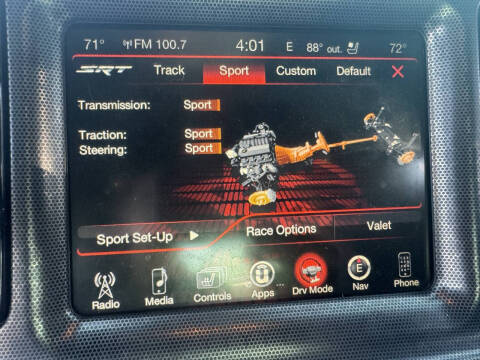 71° FM 100.7 4:01 E 88° out. 72°
SRT Track Sport Custom Default
Transmission: Sport
Traction: Sport
Steering: Sport
Sport Set-Up Race Options Valet
Radio Media Controls Apps Drv Mode E Nav Phone